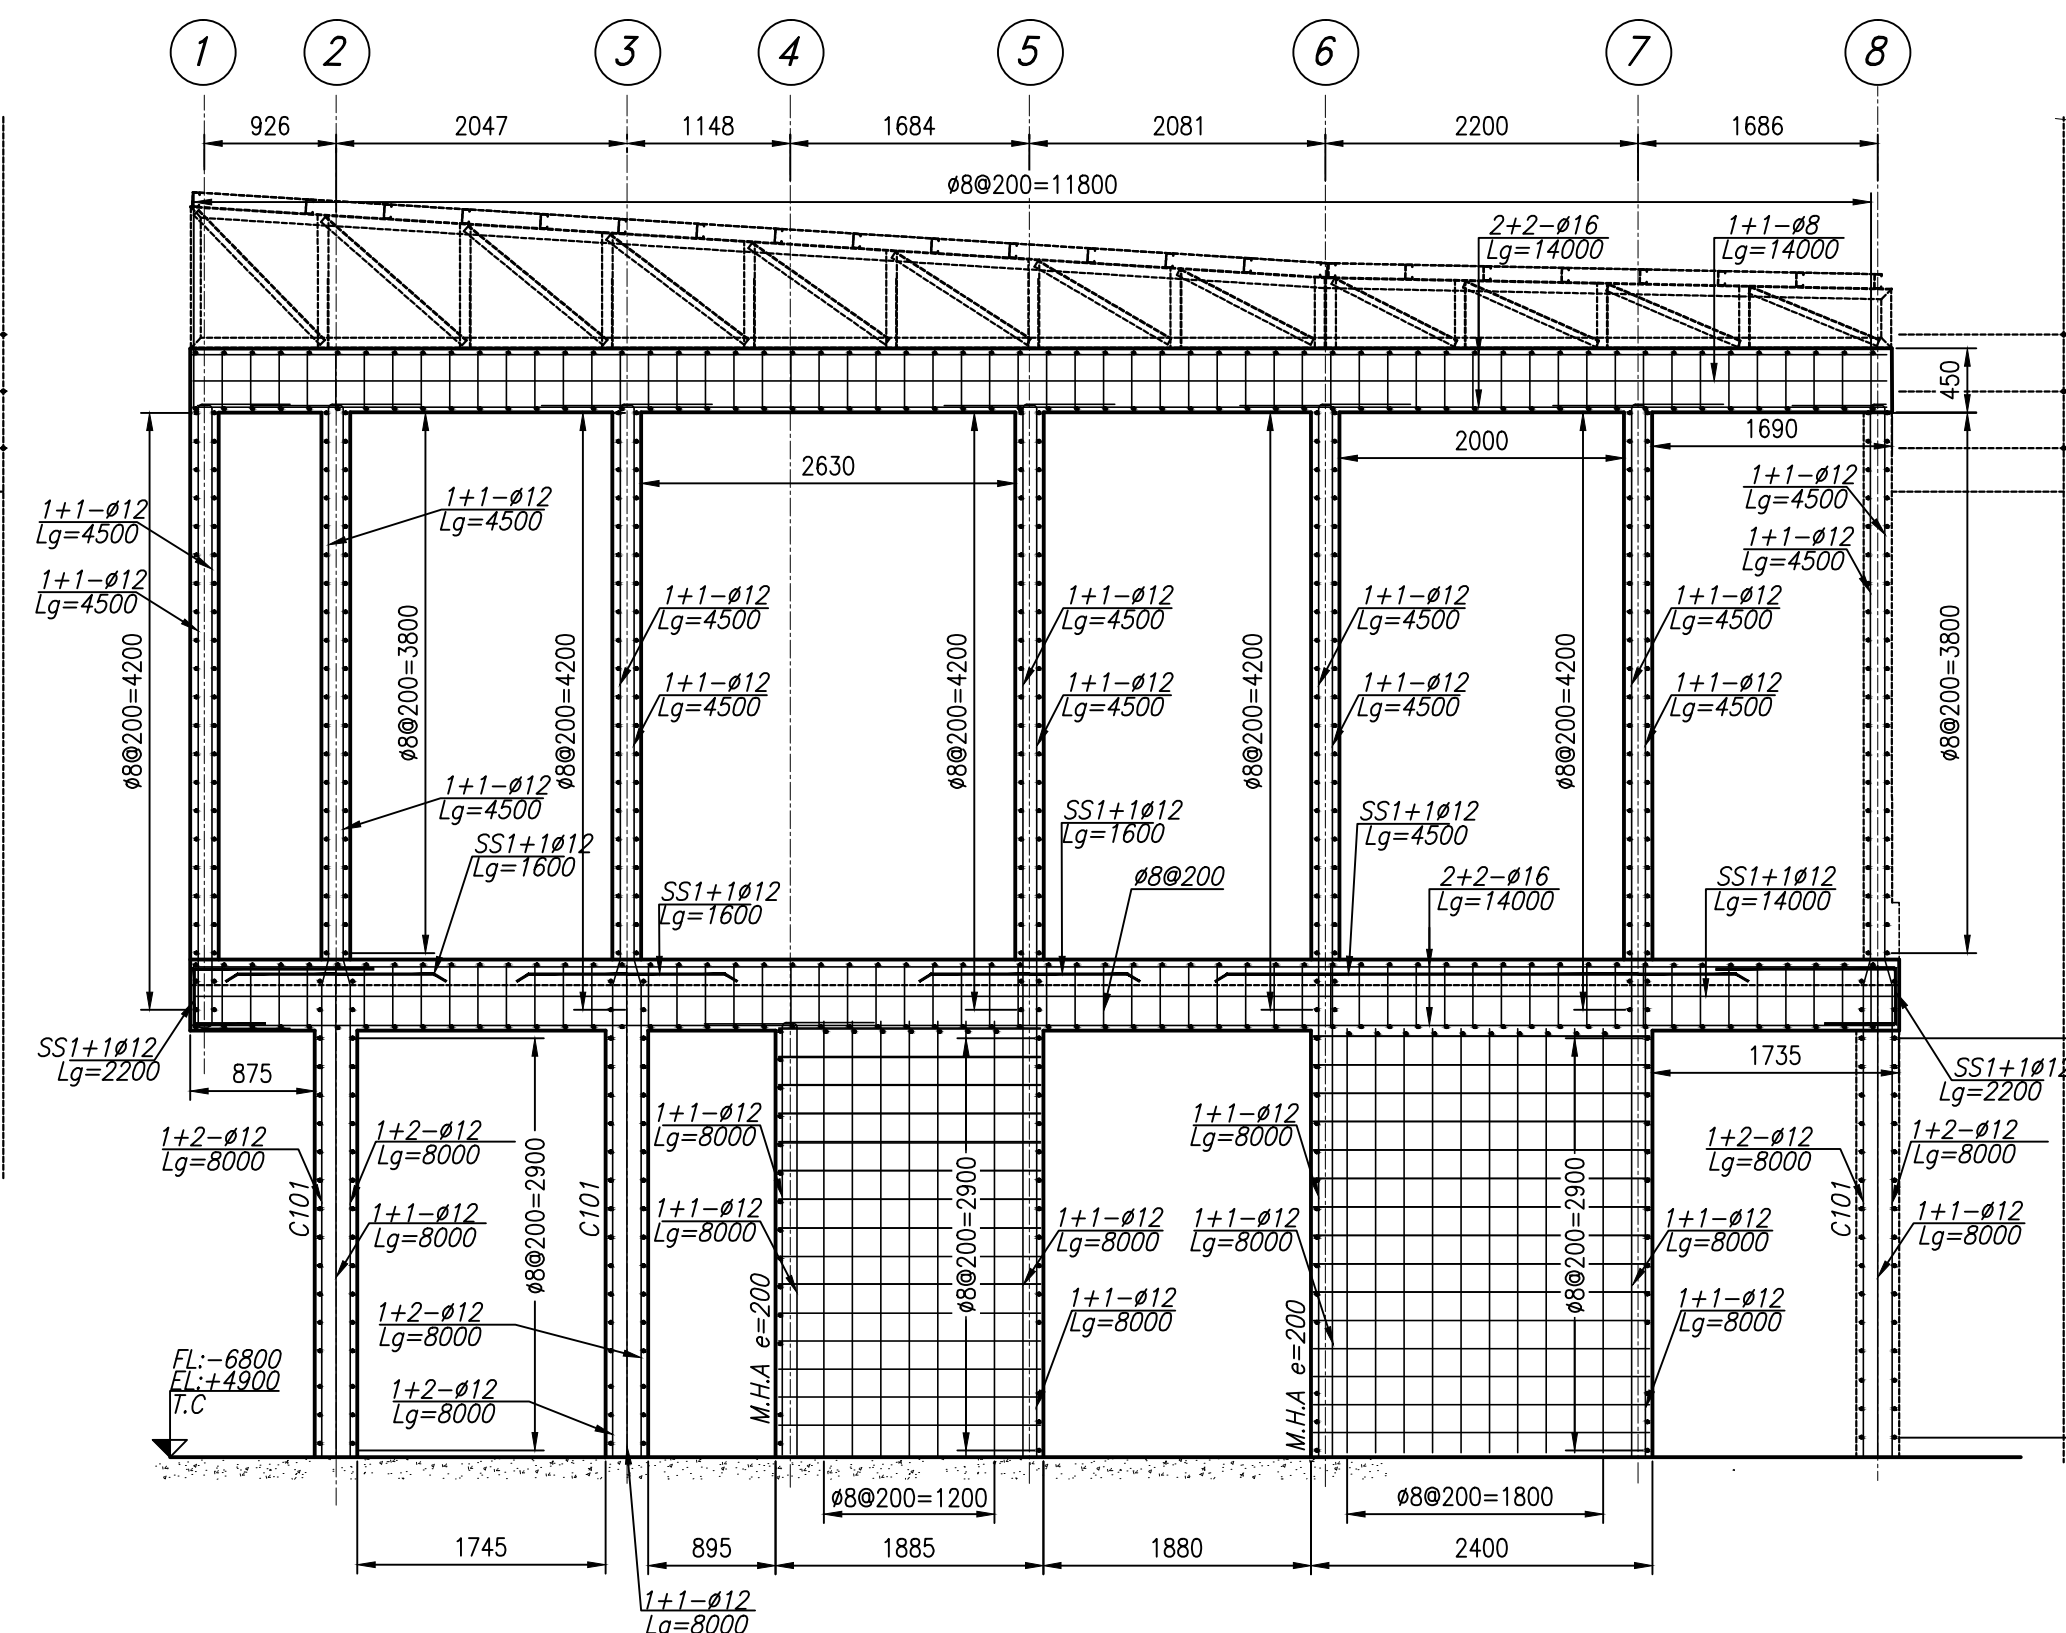 1 2 3 4 5 6 7 8
926 2047 1148 1684 2081 2200 1686
ø8@200=11800
2+2-ø16
Lg=14000
1+1-ø8
Lg=14000
450
2630
2000
1690
1+1-ø12
Lg=4500
1+1-ø12
Lg=4500
1+1-ø12
Lg=4500
1+1-ø12
Lg=4500
1+1-ø12
Lg=4500
1+1-ø12
Lg=4500
1+1-ø12
Lg=4500
1+1-ø12
Lg=4500
1+1-ø12
Lg=4500
1+1-ø12
Lg=4500
1+1-ø12
Lg=4500
1+1-ø12
Lg=4500
1+1-ø12
Lg=4500
ø8@200=4200
ø8@200=3800
ø8@200=4200
ø8@200=4200
ø8@200=4200
ø8@200=4200
ø8@200=3800
1+1-ø12
Lg=4500
SS1+1ø12
Lg=1600
SS1+1ø12
Lg=1600
SS1+1ø12
Lg=1600
ø8@200
SS1+1ø12
Lg=4500
2+2-ø16
Lg=14000
SS1+1ø12
Lg=14000
SS1+1ø12
Lg=2200
875
1735
SS1+1ø12
Lg=2200
1+2-ø12
Lg=8000
C101
1+2-ø12
Lg=8000
1+1-ø12
Lg=8000
ø8@200=2900
C101
1+2-ø12
Lg=8000
1+2-ø12
Lg=8000
1+1-ø12
Lg=8000
1+1-ø12
Lg=8000
M.H.A e=200
ø8@200=2900
1+1-ø12
Lg=8000
1+1-ø12
Lg=8000
1+1-ø12
Lg=8000
1+1-ø12
Lg=8000
M.H.A e=200
ø8@200=2900
1+1-ø12
Lg=8000
1+1-ø12
Lg=8000
1+2-ø12
Lg=8000
C101
1+2-ø12
Lg=8000
1+1-ø12
Lg=8000
FL:-6800
EL:+4900
T.C
ø8@200=1200
ø8@200=1800
1745 895 1885 1880 2400
1+1-ø12
Lg=8000